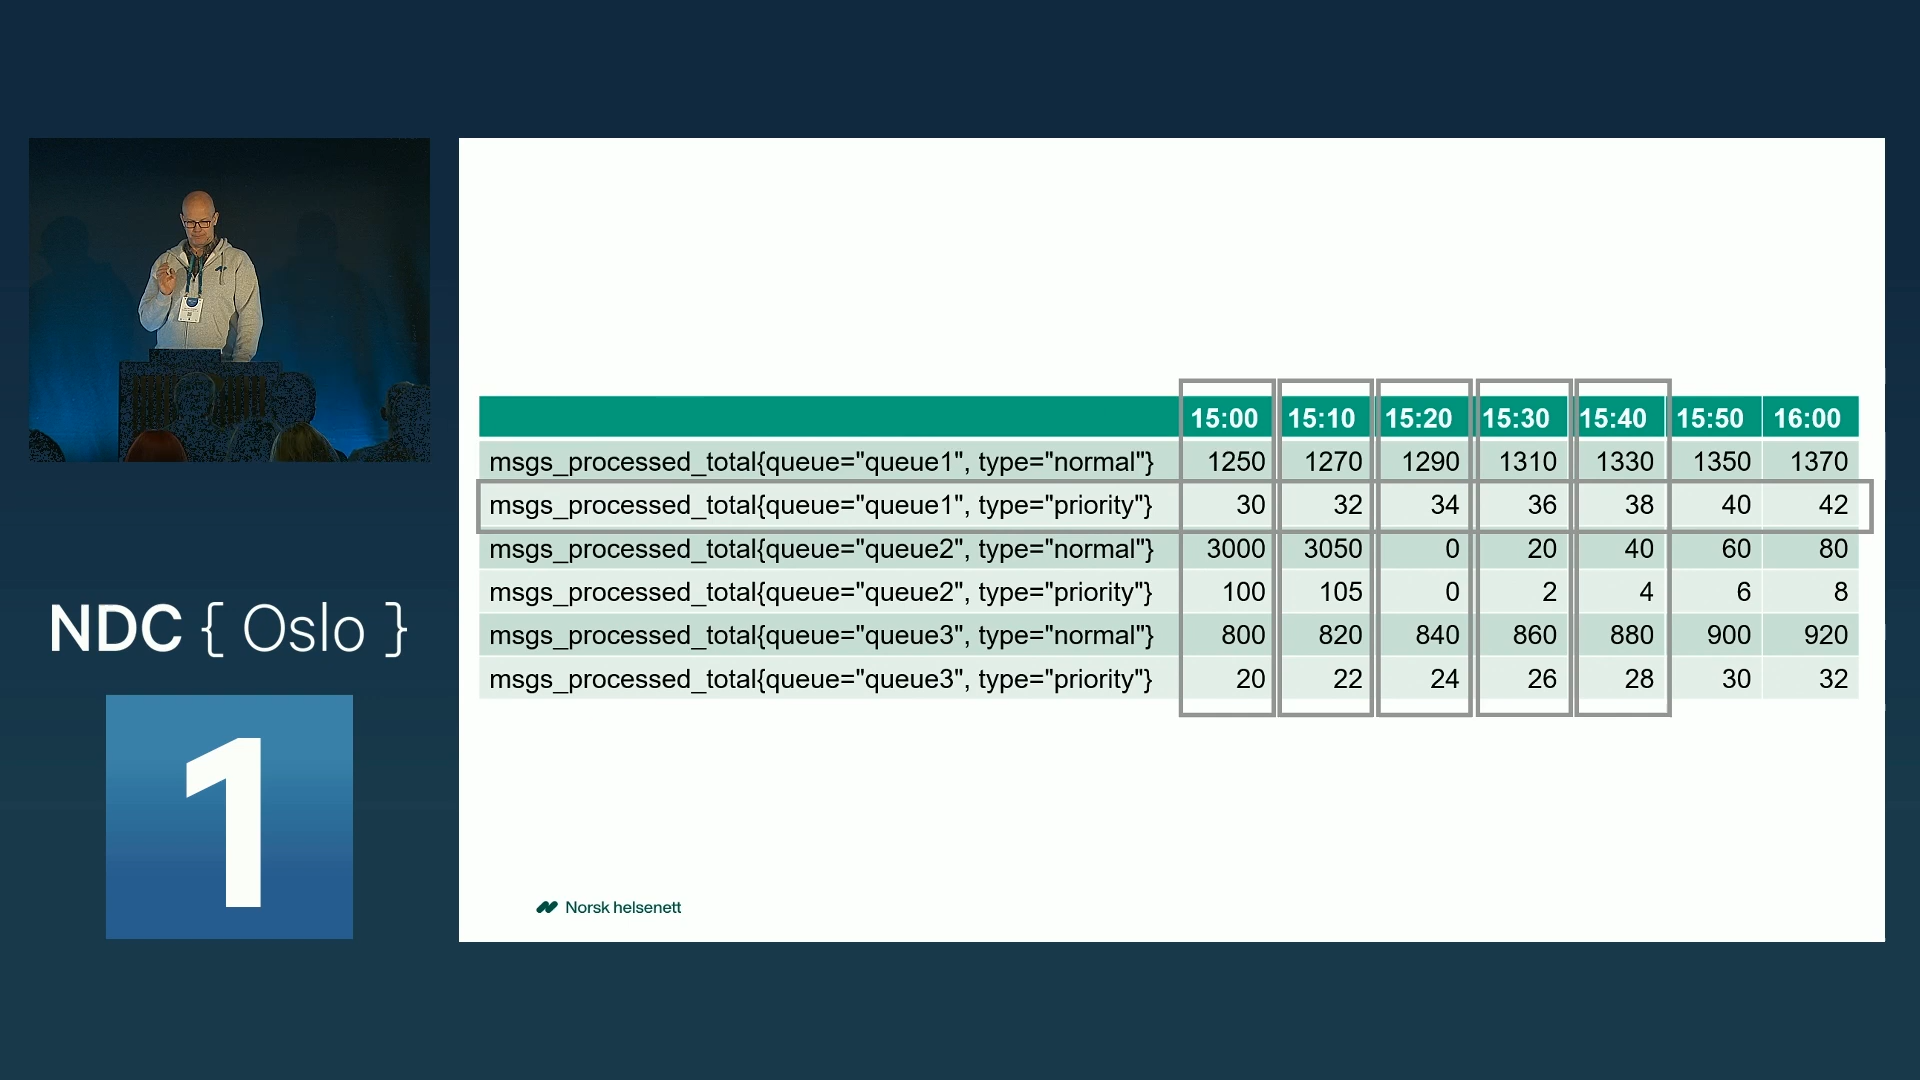 15:00 15:10 15:20 15:30 15:40 15:50 16:00
msgs_processed_total{queue="queue1", type="normal"} 1250 1270 1290 1310 1330 1350 1370
msgs_processed_total{queue="queue1", type="priority"} 30 32 34 36 38 40 42
msgs_processed_total{queue="queue2", type="normal"} 3000 3050 0 20 40 60 80
msgs_processed_total{queue="queue2", type="priority"} 100 105 0 2 4 6 8
msgs_processed_total{queue="queue3", type="normal"} 800 820 840 860 880 900 920
msgs_processed_total{queue="queue3", type="priority"} 20 22 24 26 28 30 32
Norsk helsenett
NDC { Oslo }
1